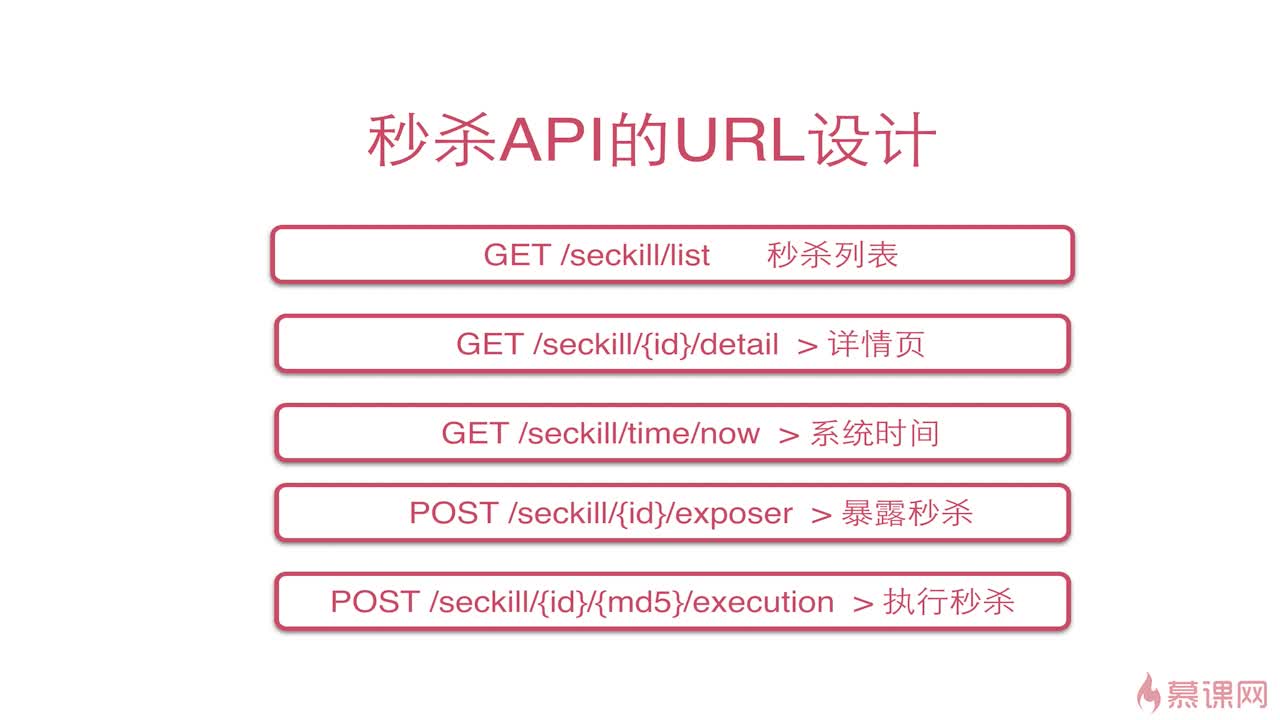 秒杀API的URL设计
GET /seckill/list 秒杀列表
GET /seckill/{id}/detail > 详情页
GET /seckill/time/now > 系统时间
POST /seckill/{id}/exposer > 暴露秒杀
POST /seckill/{id}/{md5}/execution > 执行秒杀
慕课网